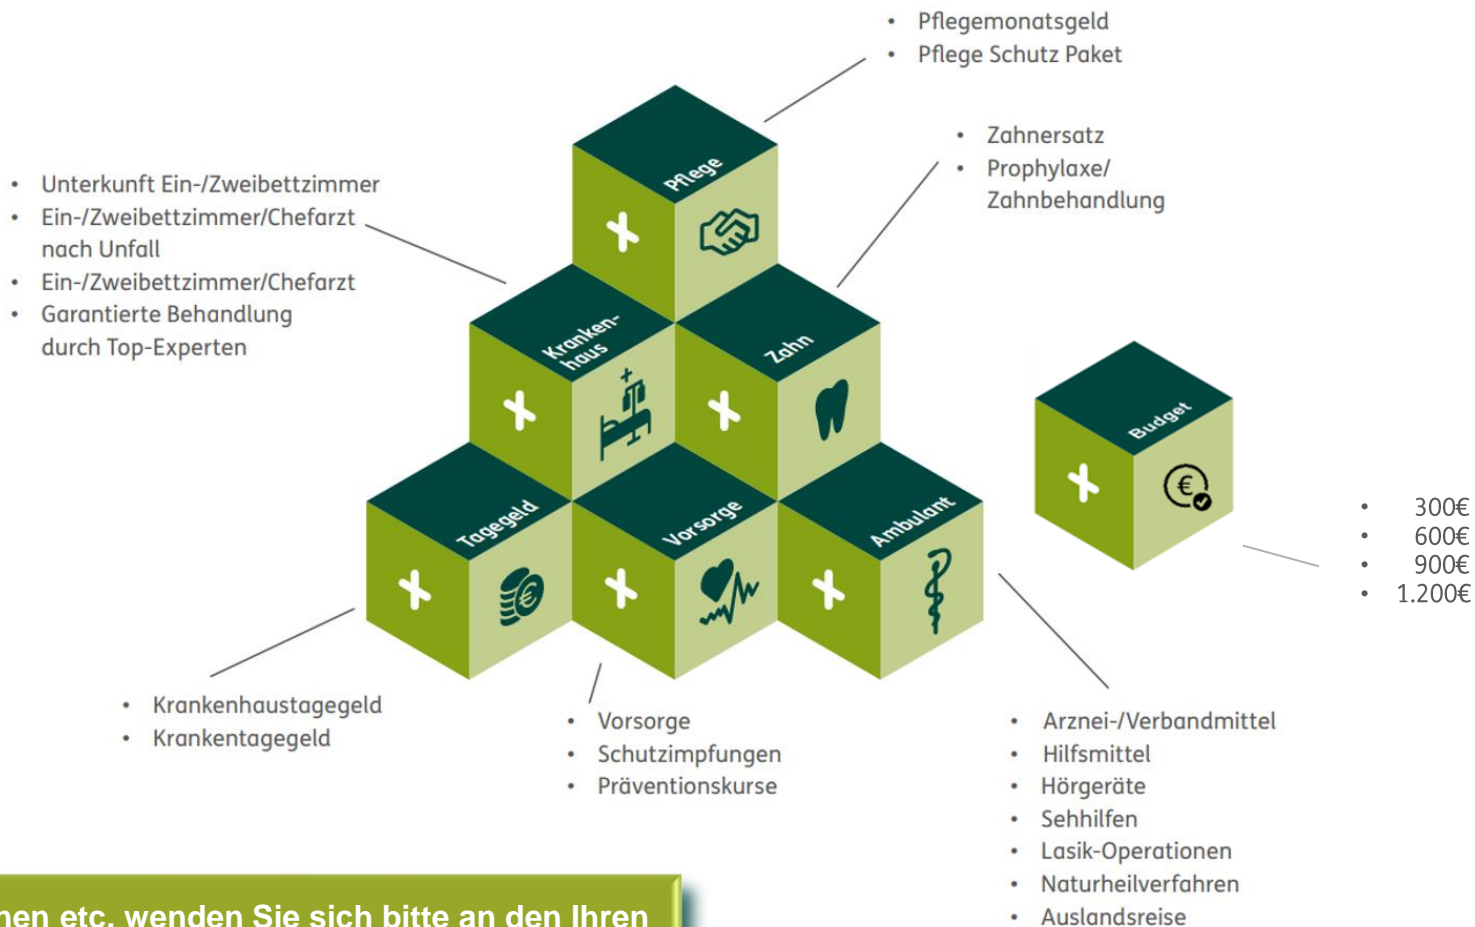 • Pflegemonatsgeld
• Pflege Schutz Paket
• Zahnersatz
• Prophylaxe/
Zahnbehandlung
• Unterkunft Ein-/Zweibettzimmer
• Ein-/Zweibettzimmer/Chefarzt
nach Unfall
• Ein-/Zweibettzimmer/Chefarzt
• Garantierte Behandlung
durch Top-Experten
Pflege
Kranken-
haus
Zahn
Budget
€
• 300€
• 600€
• 900€
• 1.200€
Tagegeld
€
Vorsorge
Ambulant
• Krankenhaustagegeld
• Krankentagegeld
• Vorsorge
• Schutzimpfungen
• Präventionskurse
• Arznei-/Verbandmittel
• Hilfsmittel
• Hörgeräte
• Sehhilfen
• Lasik-Operationen
• Naturheilverfahren
• Auslandsreise
etc. wenden Sie sich bitte an den Ihren